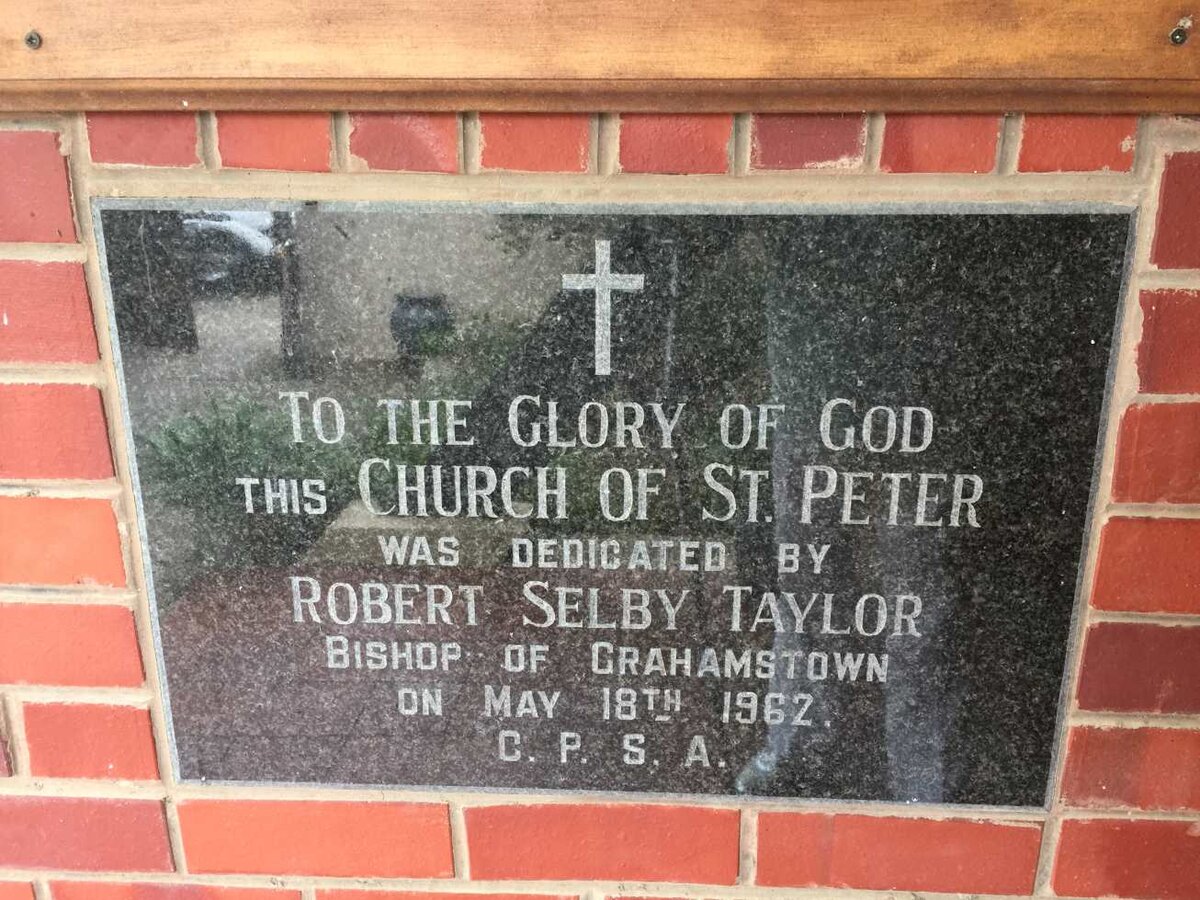 To the Glory of God
this Church of St. Peter
was dedicated by
Robert Selby Taylor
Bishop of Grahamstown
on May 18th 1962.
C. P. S. A.